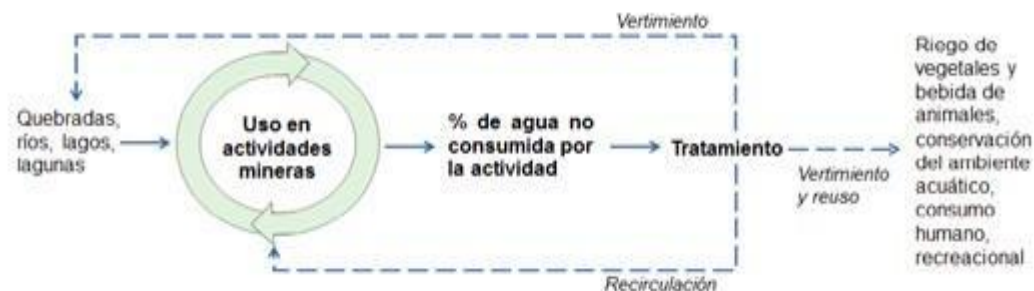 Vertimiento
Quebradas,
ríos, lagos,
lagunas
Uso en
actividades
mineras
% de agua no
consumida por
la actividad
Tratamiento
Vertimiento
y reuso
Riego de
vegetales y
bebida de
animales,
conservación
del ambiente
acuático,
consumo
humano,
recreacional
Recirculación